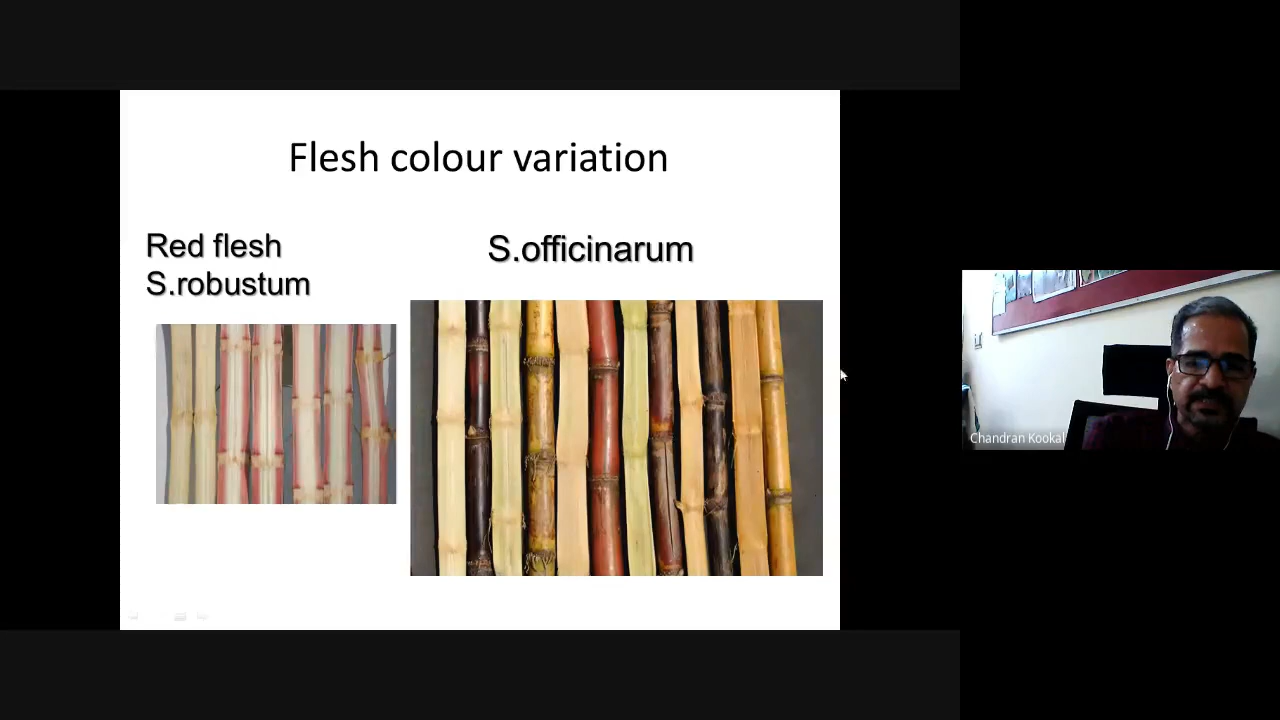 Flesh colour variation
Red flesh
S.robustum
S.officinarum
Chandran Kookal